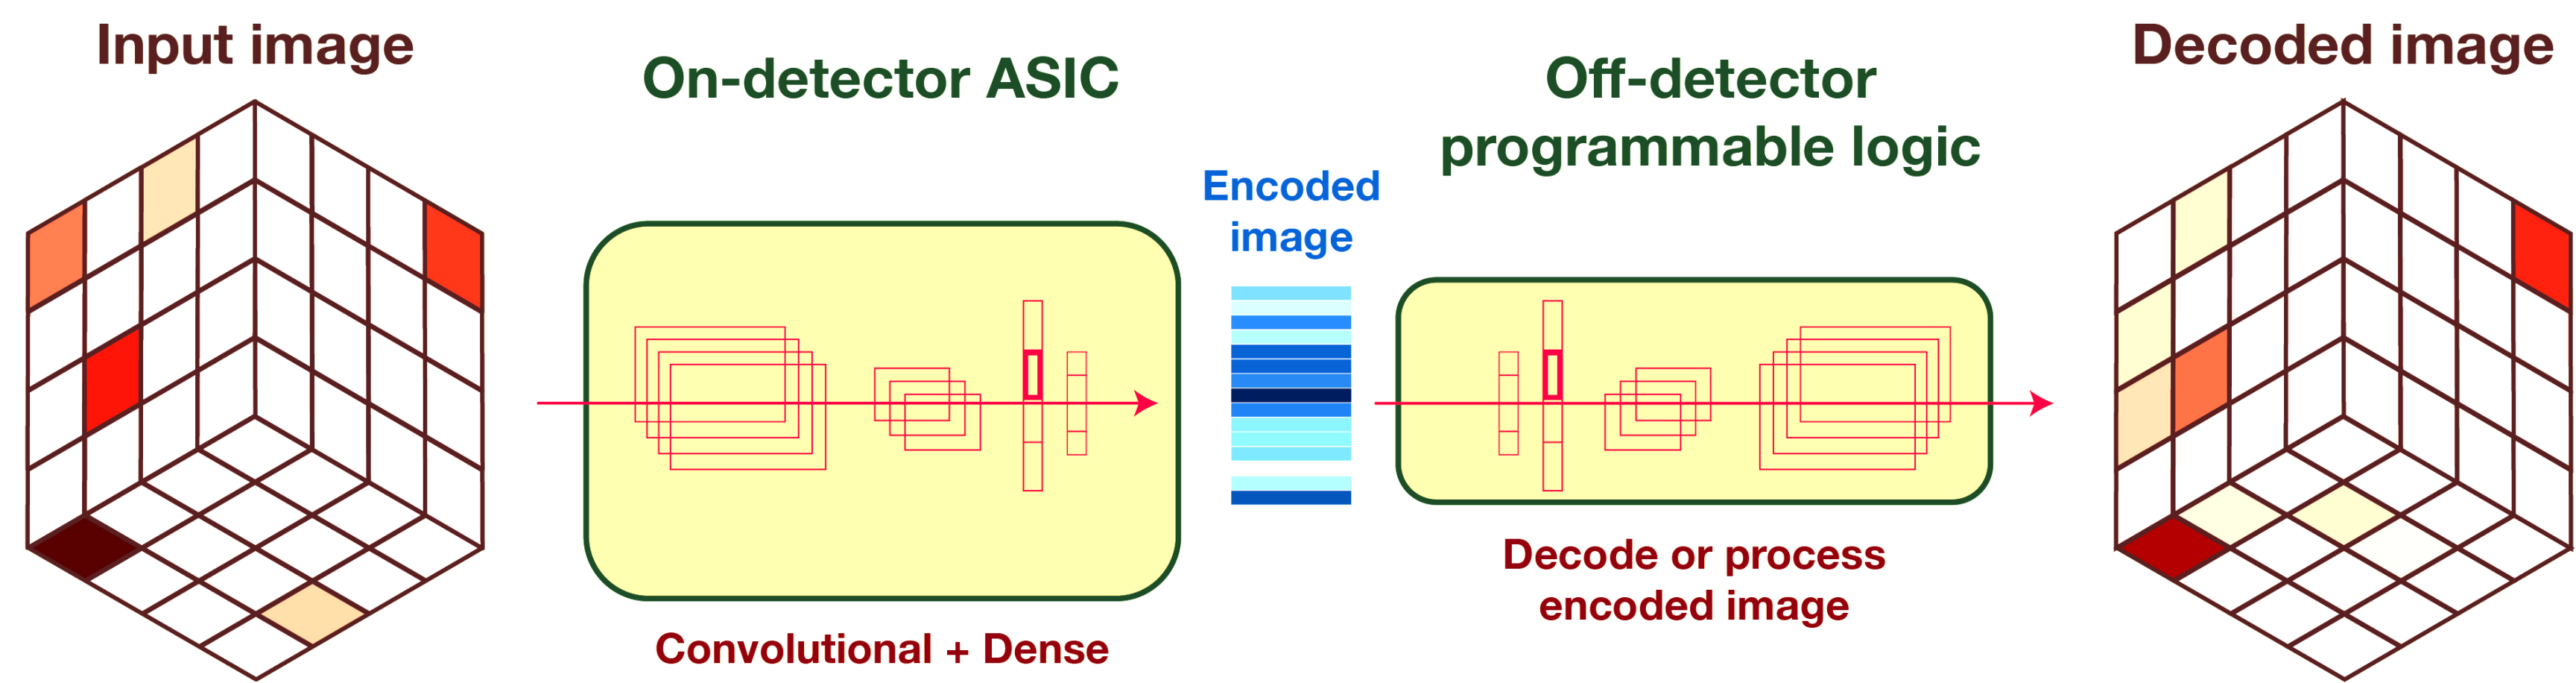 Input image
On-detector ASIC
Convolutional + Dense
Encoded
image
Off-detector
programmable logic
Decode or process
encoded image
Decoded image